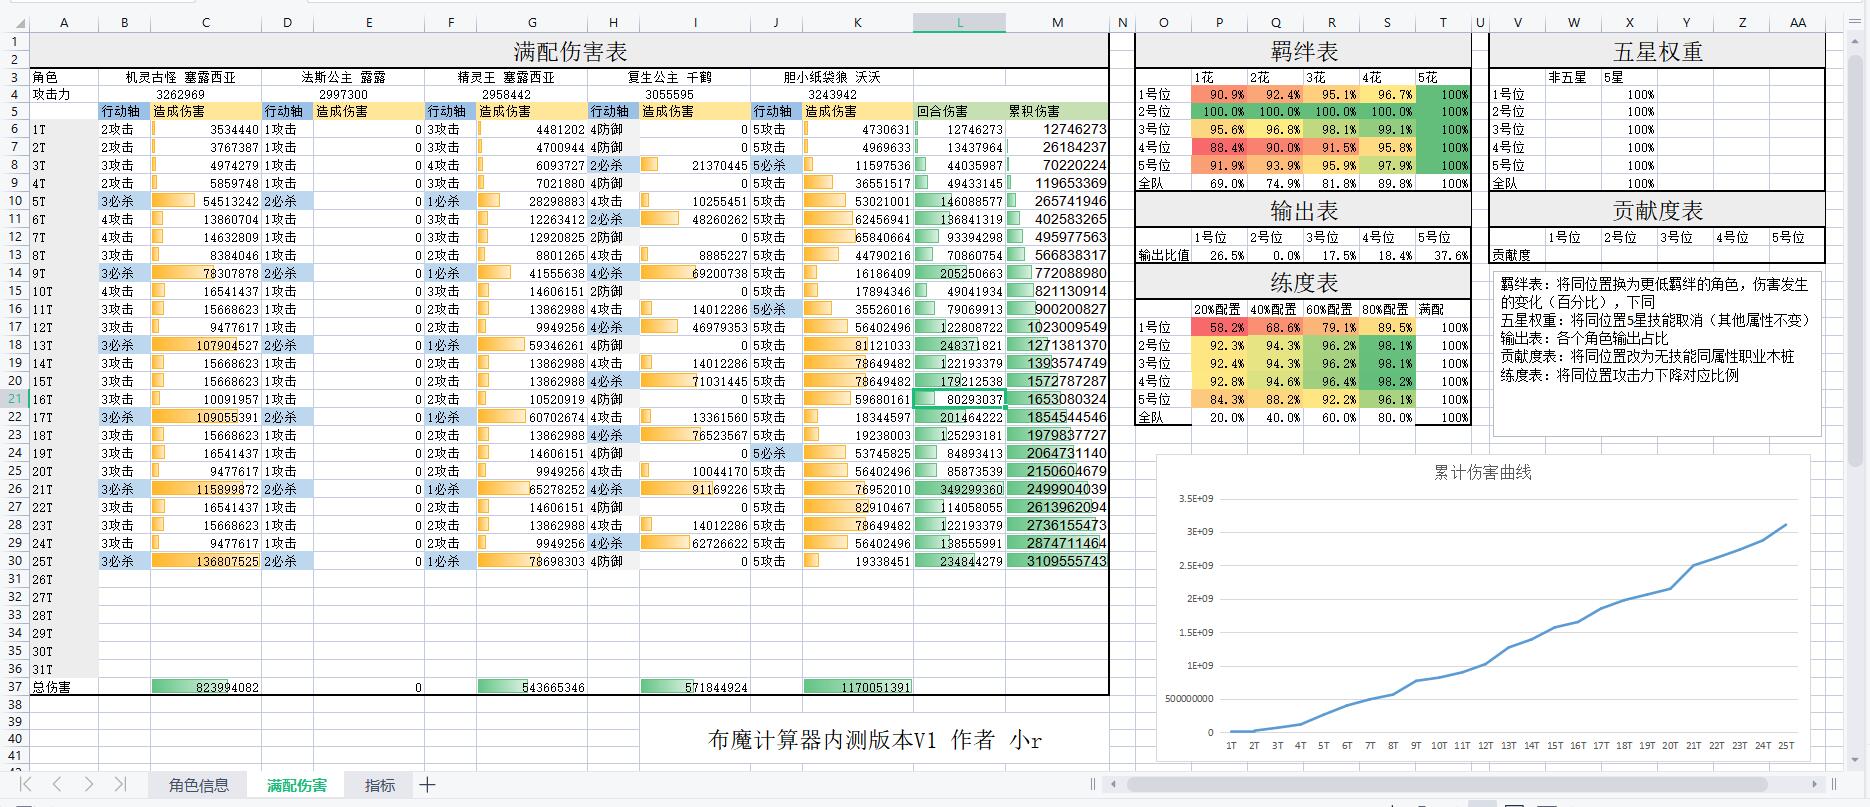 A B C D E F G H I J K L M N O P Q R S T U V W X Y Z AA
1 满配伤害表 羁绊表 五星权重
2
3 角色 机灵古怪 塞露西亚 法斯公主 露露 精灵王 塞露西亚 复生公主 千鹤 胆小纸袋狼 沃沃 1花 2花 3花 4花 5花 非五星 5星
4 攻击力 3262969 2997300 2958442 3055595 3243942 1号位 90.9% 92.4% 95.1% 96.7% 100% 1号位 100%
5 行动轴 造成伤害 行动轴 造成伤害 行动轴 造成伤害 行动轴 造成伤害 行动轴 造成伤害 回合伤害 累积伤害 2号位 100.0% 100.0% 100.0% 100.0% 100% 2号位 100%
6 1T 2攻击 3534440 1攻击 0 3攻击 4481202 4防御 0 5攻击 4730631 12746273 12746273 3号位 95.6% 96.8% 98.1% 99.1% 100% 3号位 100%
7 2T 2攻击 3767387 1攻击 0 3攻击 4700944 4防御 0 5攻击 4969633 13437964 26184237 4号位 88.4% 90.0% 91.5% 95.8% 100% 4号位 100%
8 3T 3攻击 4974279 1攻击 0 4攻击 6093727 2必杀 21370445 5必杀 11597536 44035987 70220224 5号位 91.9% 93.9% 95.9% 97.9% 100% 5号位 100%
9 4T 2攻击 5859748 1攻击 0 3攻击 7021880 4防御 0 5攻击 36551517 49433145 119653369 全队 69.0% 74.9% 81.8% 89.8% 100% 全队 100%
10 5T 3必杀 54513242 2必杀 0 1必杀 28298883 4攻击 10255451 5攻击 53021001 146088577 265741946 输出表 贡献度表
11 6T 4攻击 13860704 1攻击 0 3攻击 12263412 2必杀 48260262 5攻击 62456941 136841319 402583265
12 7T 4攻击 14632809 1攻击 0 3攻击 12920825 2防御 0 5攻击 65840664 93394298 495977563 1号位 2号位 3号位 4号位 5号位 1号位 2号位 3号位 4号位 5号位
13 8T 3攻击 8384046 1攻击 0 2攻击 8801265 4攻击 8885227 5攻击 44790216 70860754 566838317 输出比值 26.5% 0.0% 17.5% 18.4% 37.6% 贡献度
14 9T 3必杀 78307878 2必杀 0 1必杀 41555638 4必杀 69200738 5攻击 16186409 205250663 772088980 练度表
15 10T 4攻击 16541437 1攻击 0 3攻击 14606151 2防御 0 5攻击 17894346 49041934 821130914
16 11T 3攻击 15668623 1攻击 0 2攻击 13862988 4攻击 14012286 5必杀 35526016 79069913 900200827 20%配置 40%配置 60%配置 80%配置 满配
17 12T 3攻击 9477617 1攻击 0 2攻击 9949256 4必杀 46979353 5攻击 56402496 122808722 1023009549 1号位 58.2% 68.6% 79.1% 89.5% 100%
18 13T 3必杀 107904527 2必杀 0 1必杀 59346261 4防御 0 5攻击 81121033 248371821 1271381370 2号位 92.3% 94.3% 96.2% 98.1% 100%
19 14T 3攻击 15668623 1攻击 0 2攻击 13862988 4攻击 14012286 5攻击 78649482 122193379 1393574749 3号位 92.4% 94.3% 96.2% 98.1% 100%
20 15T 3攻击 15668623 1攻击 0 2攻击 13862988 4必杀 71031445 5攻击 78649482 179212538 1572787287 4号位 92.8% 94.6% 96.4% 98.2% 100%
21 16T 3攻击 10091957 1攻击 0 2攻击 10520919 4防御 0 5攻击 59680161 80293037 1653080324 5号位 84.3% 88.2% 92.2% 96.1% 100%
22 17T 3必杀 109055391 2必杀 0 1必杀 60702674 4攻击 13361560 5攻击 18344597 201464222 1854544546 全队 20.0% 40.0% 60.0% 80.0% 100%
23 18T 3攻击 15668623 1攻击 0 2攻击 13862988 4必杀 76523567 5攻击 19238003 125293181 1979837727
24 19T 3攻击 16541437 1攻击 0 2攻击 14606151 4防御 0 5必杀 53745825 84893413 2064731140
25 20T 3攻击 9477617 1攻击 0 2攻击 9949256 4攻击 10044170 5攻击 56402496 85873539 2150604679
26 21T 3必杀 115899872 2必杀 0 1必杀 65278252 4必杀 91169226 5攻击 76952010 349299360 2499904039
27 22T 3攻击 16541437 1攻击 0 2攻击 14606151 4防御 0 5攻击 82910467 114058055 2613962094
28 23T 3攻击 15668623 1攻击 0 2攻击 13862988 4攻击 14012286 5攻击 78649482 122193379 2736155473
29 24T 3攻击 9477617 1攻击 0 2攻击 9949256 4必杀 62726622 5攻击 56402496 138555991 2874711464
30 25T 3必杀 136807525 2必杀 0 1必杀 78698303 4防御 0 5攻击 19338451 234844279 3109555743
31 26T
32 27T
33 28T
34 29T
35 30T
36 31T
37 总伤害 823994082 0 543665346 571844924 1170051391
38
39
40 布魔计算器内测版本V1 作者 小r
41
羁绊表：将同位置换为更低羁绊的角色，伤害发生
的变化（百分比），下同
五星权重：将同位置5星技能取消（其他属性不变）
输出表：各个角色输出占比
贡献度表：将同位置改为无技能同属性职业木桩
练度表：将同位置攻击力下降对应比例
累计伤害曲线
3.5E+09
3E+09
2.5E+09
2E+09
1.5E+09
1E+09
500000000
0
1T 2T 3T 4T 5T 6T 7T 8T 9T 10T 11T 12T 13T 14T 15T 16T 17T 18T 19T 20T 21T 22T 23T 24T 25T
角色信息 满配伤害 指标